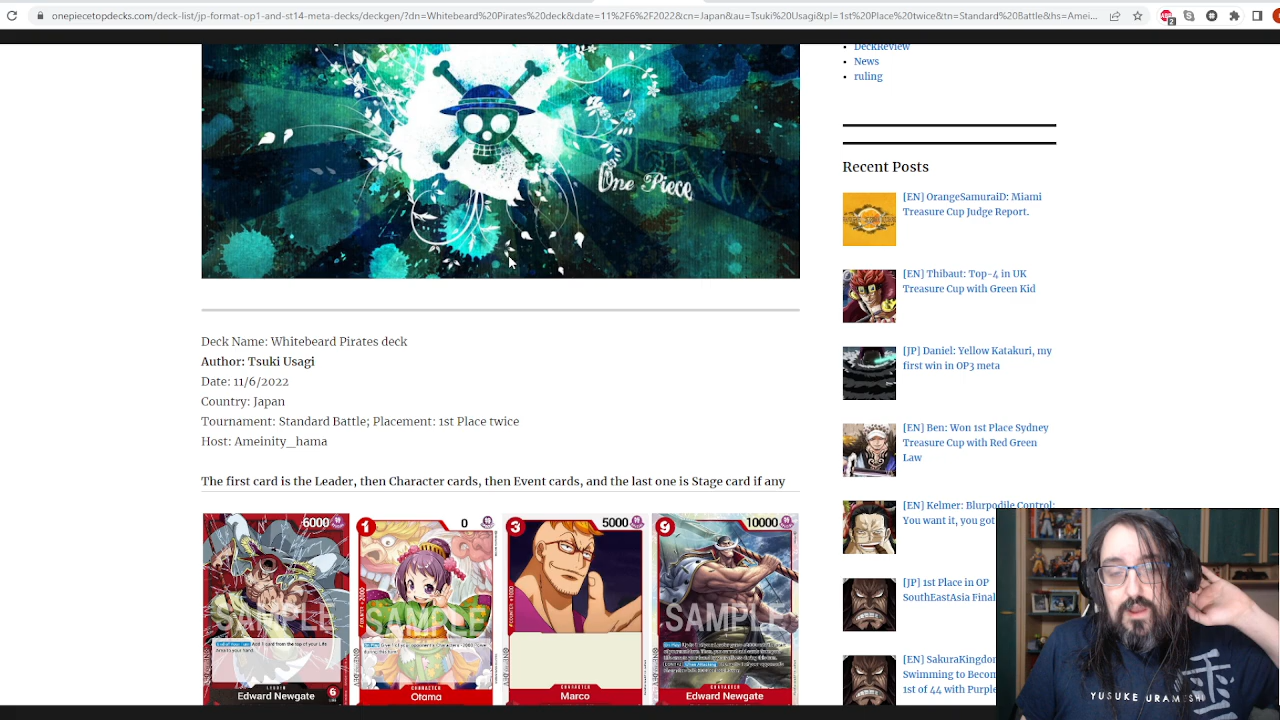 onepiecetopdecks.com/deck-list/jp-format-op1-and-st14-meta-decks/deckgen/?dn=Whitebeard%20Pirates%20deck&date=11%2F6%2F2022&cn=Japan&au=Tsuki%20Usagi&pl=1st%20Place%20twice&tn=Standard%20Battle&hs=Amei...
2
DeckReview
News
ruling
One Piece
Recent Posts
[EN] OrangeSamuraiD: Miami
Treasure Cup Judge Report.
[EN] Thibaut: Top-4 in UK
Treasure Cup with Green Kid
[JP] Daniel: Yellow Katakuri, my
first win in OP3 meta
[EN] Ben: Won 1st Place Sydney
Treasure Cup with Red Green
Law
[EN] Kelmer: Blurpodile Control:
You want it, you got
[JP] 1st Place in OP
SouthEastAsia Final
[EN] SakuraKingdom
Swimming to Becom
1st of 44 with Purple
Deck Name: Whitebeard Pirates deck
Author: Tsuki Usagi
Date: 11/6/2022
Country: Japan
Tournament: Standard Battle; Placement: 1st Place twice
Host: Ameinity_hama
The first card is the Leader, then Character cards, then Event cards, and the last one is Stage card if any
6000
SAMPLE
LEADER
Edward Newgate
6
1
0
SAMPLE
CHARACTER
Otama
3
5000
CHARACTER
Marco
9
10000
SAMPLE
CHARACTER
Edward Newgate
YUSUKE URAMESHI